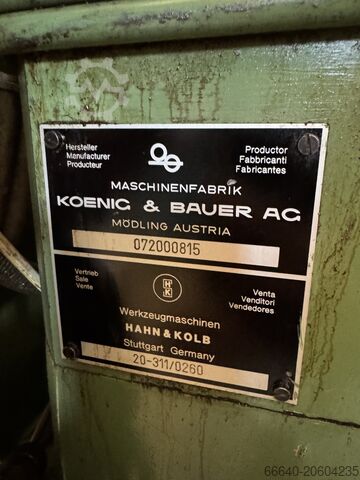 Hersteller
Manufacturer
Producteur
Productor
Fabbricanti
Fabricantes
MASCHINENFABRIK
KOENIG & BAUER AG
MÖDLING AUSTRIA
072000815
Vertrieb
Sale
Vente
HK
Venta
Venditori
Vendedores
Werkzeugmaschinen
HAHN & KOLB
Stuttgart Germany
20-311/0260
66640-20604235